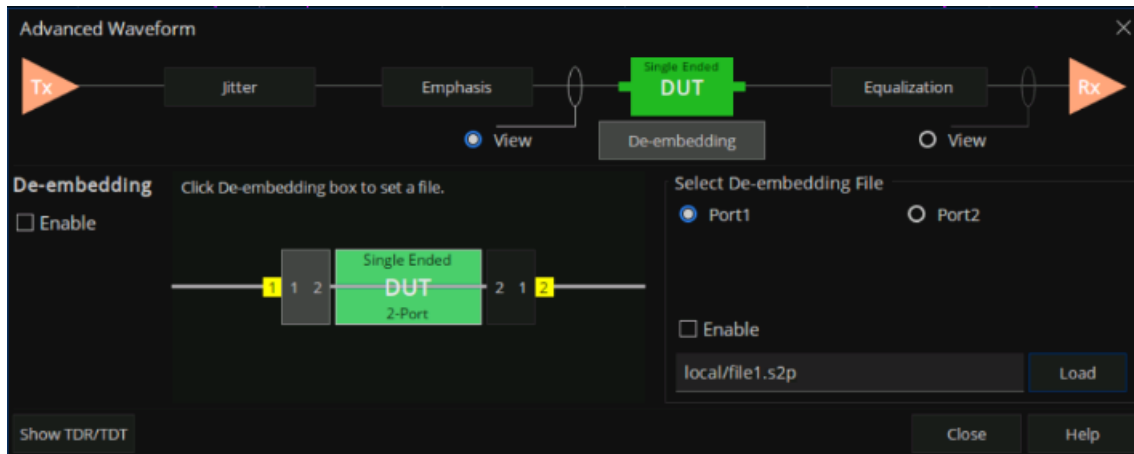 Advanced Waveform
Tx
Jitter
Emphasis
Single Ended
DUT
Equalization
Rx
View
De-embedding
View
De-embedding
Enable
Click De-embedding box to set a file.
1 1 2
Single Ended
DUT
2-Port
2 1 2
Select De-embedding File
Port1
Port2
Enable
local/file1.s2p
Load
Show TDR/TDT
Close
Help